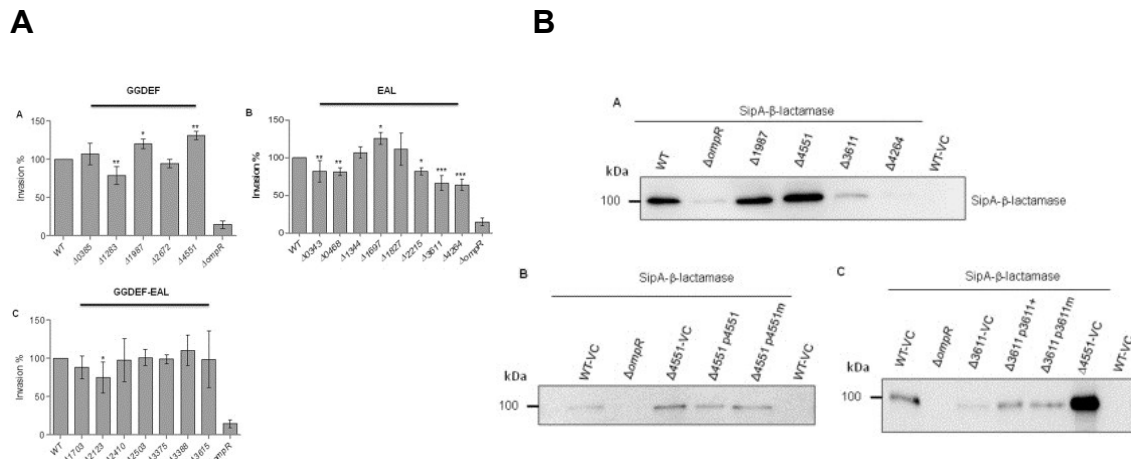 A
B
GGDEF
A
Invasion %
150
100
50
0
WT
Δ0385
Δ1283
Δ1987
Δ2672
Δ4551
ΔompR
*
**
**
EAL
B
Invasion %
150
100
50
0
WT
Δ0343
Δ0468
Δ1344
Δ1697
Δ1827
Δ2215
Δ3611
Δ4264
ΔompR
**
**
*
*
***
***
GGDEF-EAL
C
Invasion %
150
100
50
0
WT
Δ1703
Δ2123
Δ2410
Δ2503
Δ3375
Δ3388
Δ3615
ΔompR
*
A
SipA-β-lactamase
WT
ΔompR
Δ1987
Δ4551
Δ3611
Δ4264
WT-VC
kDa
100
SipA-β-lactamase
B
SipA-β-lactamase
WT-VC
ΔompR
Δ4551-VC
Δ4551 p4551
Δ4551 p4551m
WT-VC
kDa
100
C
SipA-β-lactamase
WT-VC
ΔompR
Δ3611-VC
Δ3611 p3611+
Δ3611 p3611m
Δ4551-VC
WT-VC
kDa
100